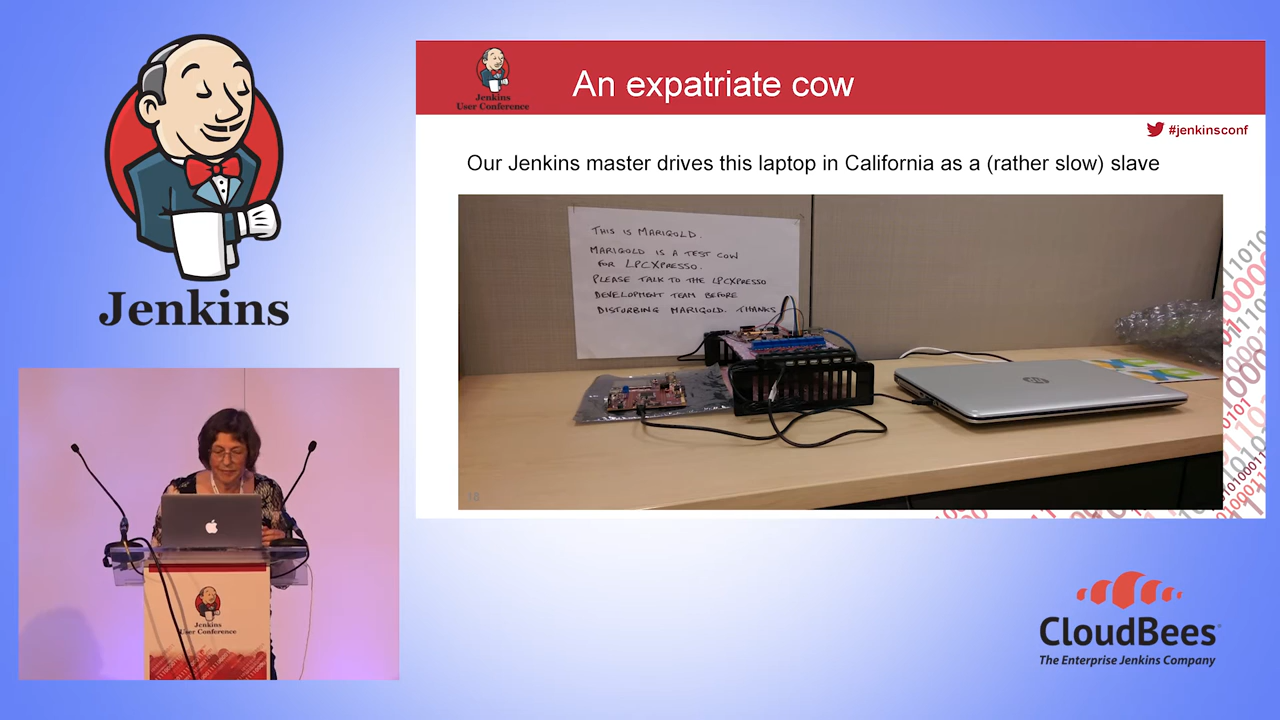 Jenkins
Jenkins
User Conference
An expatriate cow
#jenkinsconf
Our Jenkins master drives this laptop in California as a (rather slow) slave
THIS IS MARIGOLD.
MARIGOLD IS A TEST COW
FOR LPCXPRESSO.
PLEASE TALK TO THE LPCXPRESSO
DEVELOPMENT TEAM BEFORE
DISTURBING MARIGOLD. THANKS
18
Jenkins
User Conference
CloudBees
The Enterprise Jenkins Company